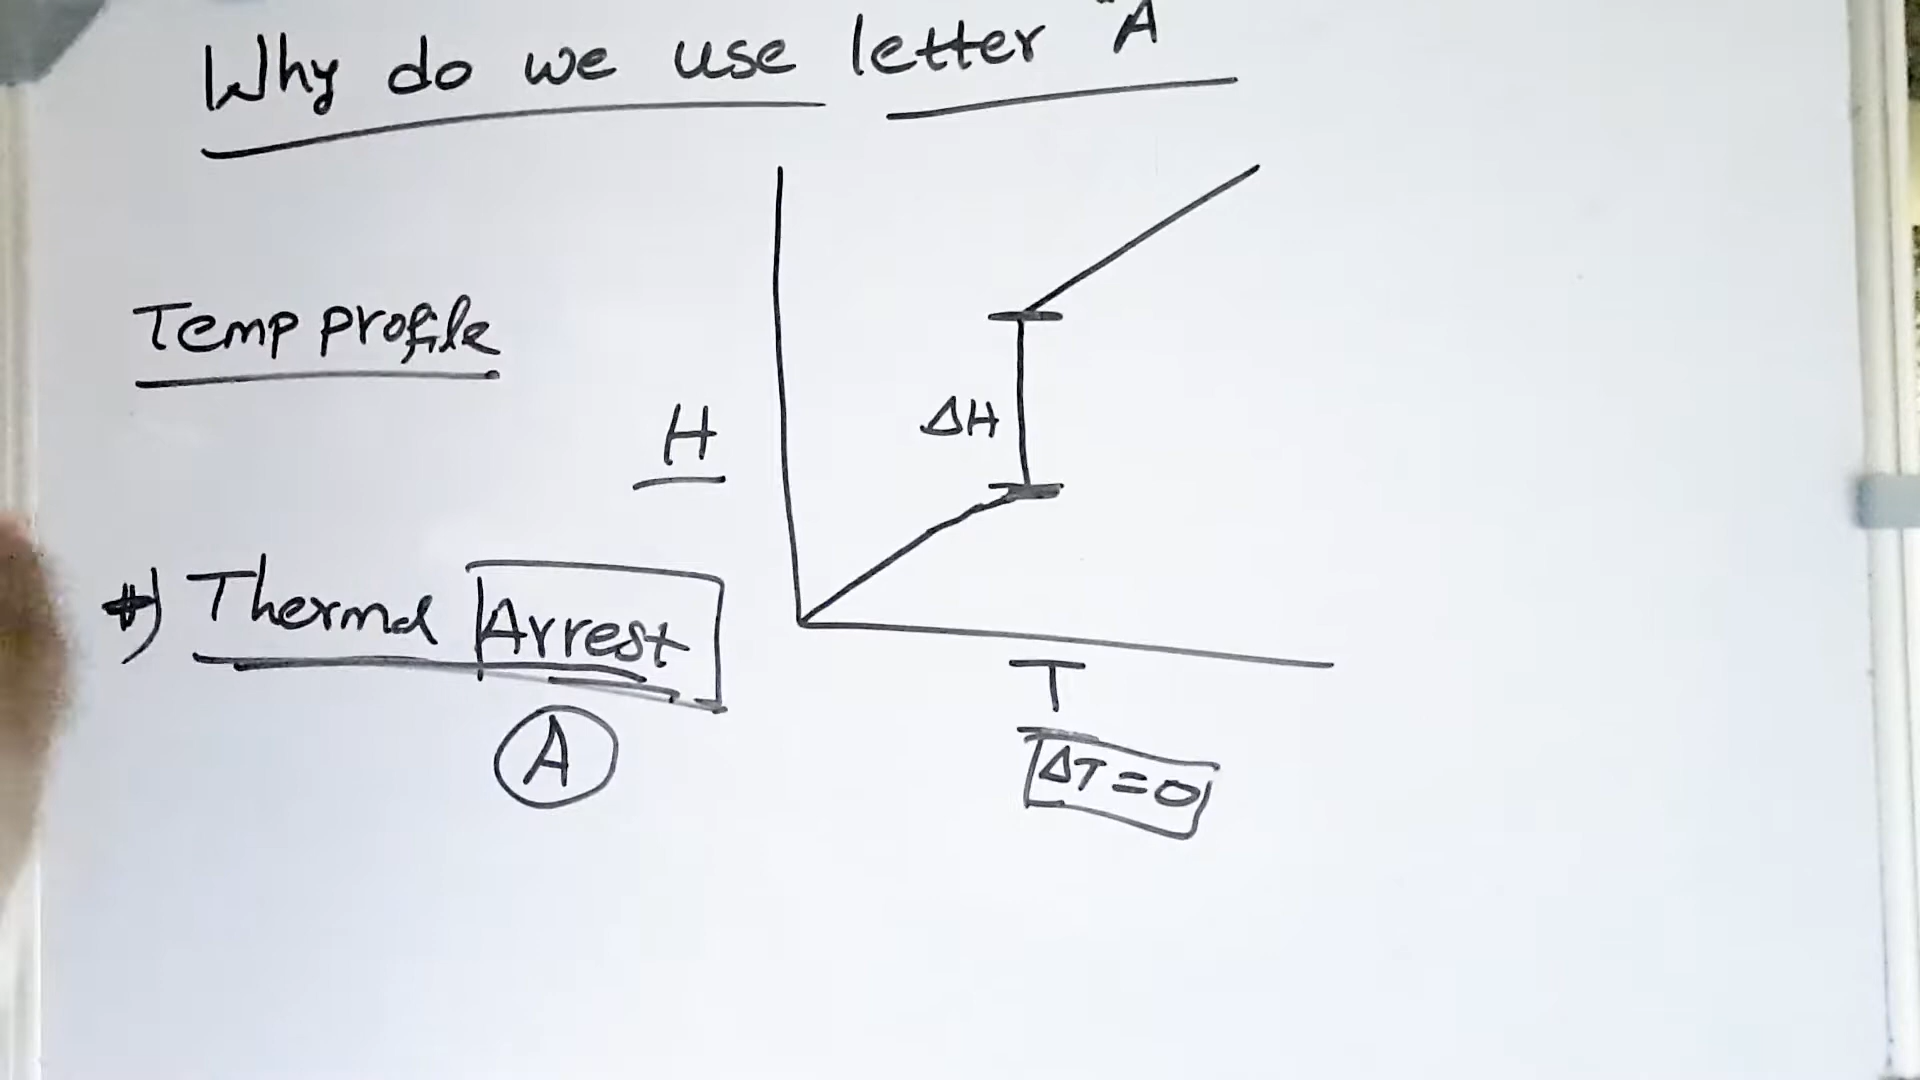 Why do we use letter "A
Temp profile
H
ΔH
#) Thermal Arrest
A
T
ΔT = 0